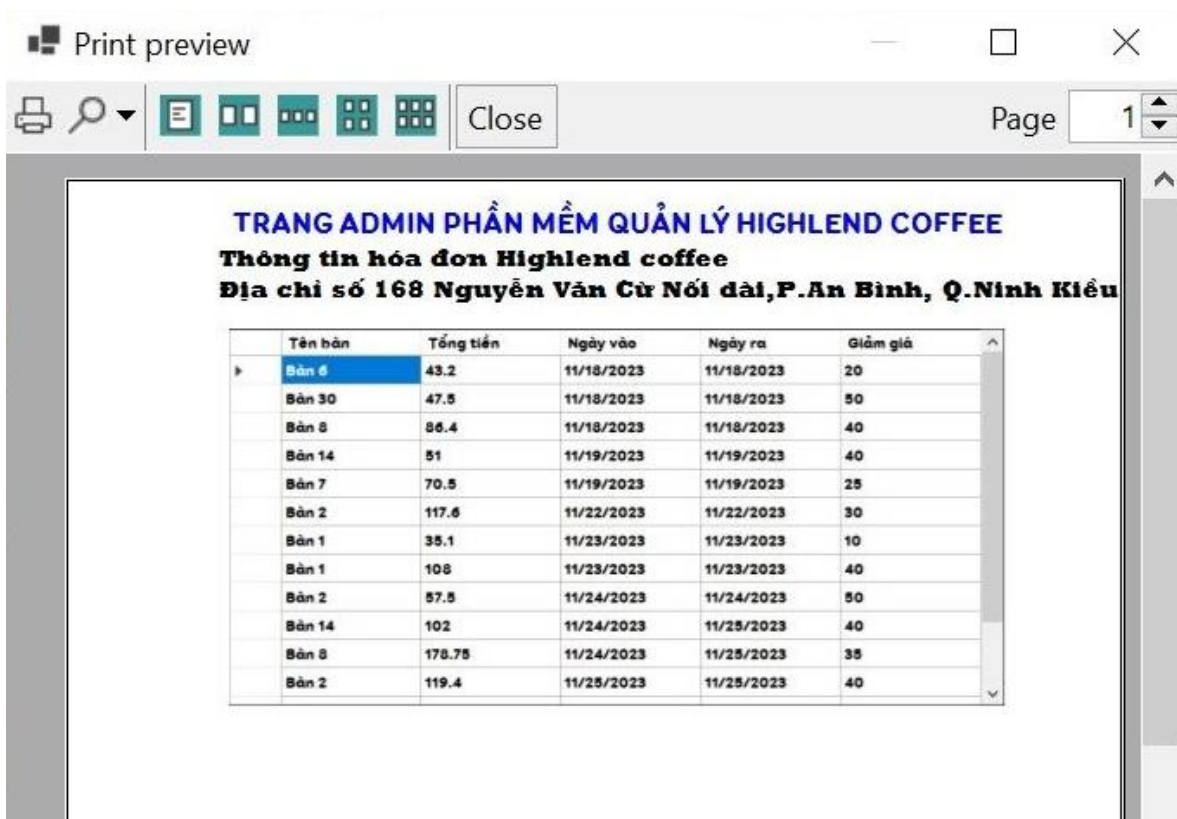 Print preview
Close Page 1
TRANG ADMIN PHẦN MỀM QUẢN LÝ HIGHLEND COFFEE
Thông tin hóa đơn Highlend coffee
Địa chỉ số 168 Nguyễn Văn Cừ Nối dài,P.An Bình, Q.Ninh Kiều
Tên bàn Tổng tiền Ngày vào Ngày ra Giảm giá
Bàn 6 43.2 11/18/2023 11/18/2023 20
Bàn 30 47.5 11/18/2023 11/18/2023 50
Bàn 8 86.4 11/18/2023 11/18/2023 40
Bàn 14 51 11/19/2023 11/19/2023 40
Bàn 7 70.5 11/19/2023 11/19/2023 25
Bàn 2 117.6 11/22/2023 11/22/2023 30
Bàn 1 35.1 11/23/2023 11/23/2023 10
Bàn 1 108 11/23/2023 11/23/2023 40
Bàn 2 57.5 11/24/2023 11/24/2023 50
Bàn 14 102 11/24/2023 11/25/2023 40
Bàn 8 178.75 11/24/2023 11/25/2023 35
Bàn 2 119.4 11/25/2023 11/25/2023 40